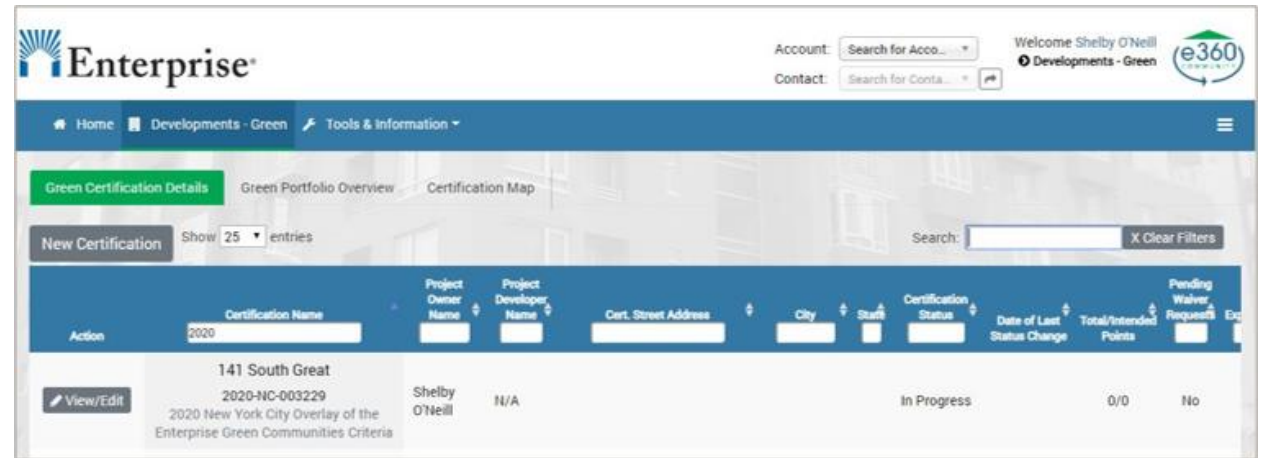 Enterprise
Account: Search for Acco...
Contact: Search for Conta...
Welcome Shelby O'Neill
Developments - Green
e360
COMMUNITY
Home Developments - Green Tools & Information
Green Certification Details Green Portfolio Overview Certification Map
New Certification Show 25 entries Search: X Clear Filters
Action
Certification Name
2020
Project
Owner
Name
Project
Developer
Name
Cert. Street Address
City
State
Certification
Status
Date of Last
Status Change
Total/Intended
Points
Pending
Waiver
Requests
View/Edit
141 South Great
2020-NC-003229
2020 New York City Overlay of the
Enterprise Green Communities Criteria
Shelby
O'Neill
N/A
In Progress
0/0
No